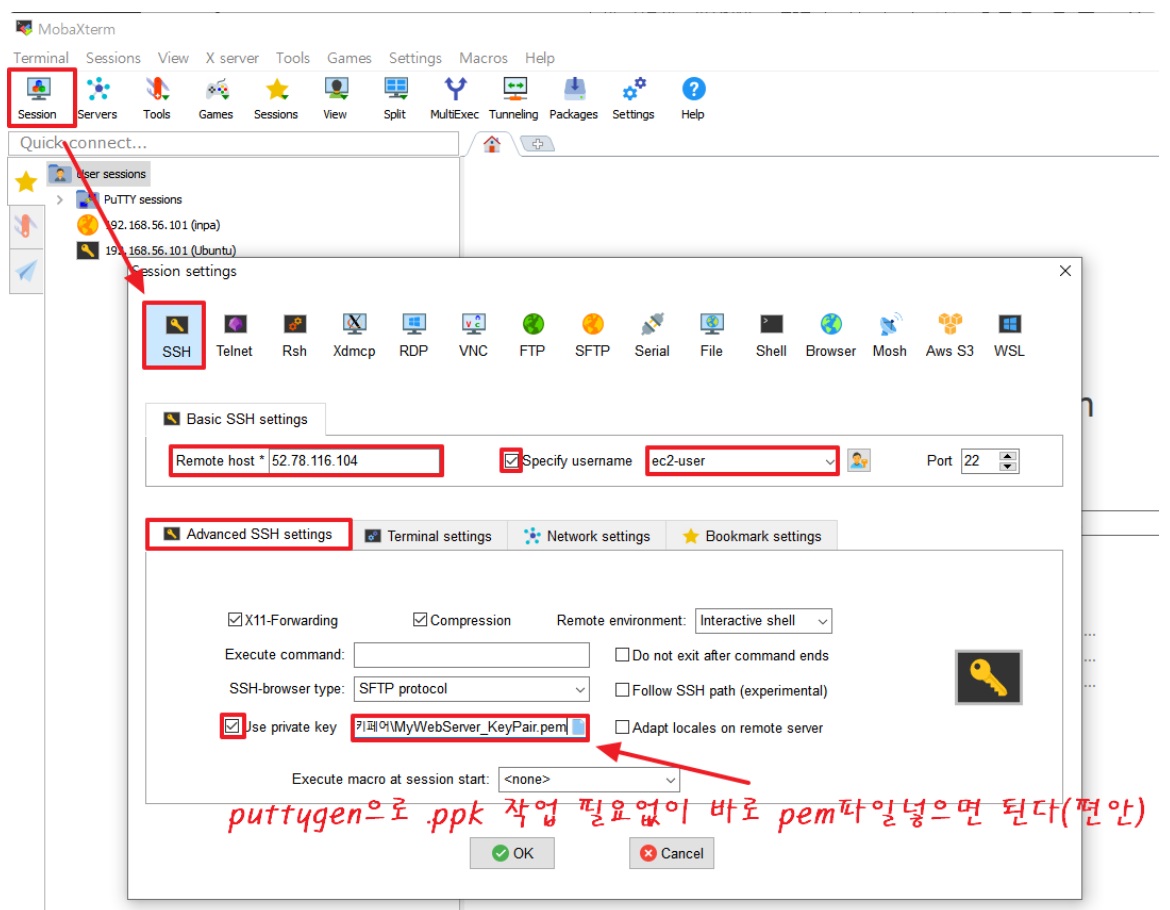 MobaXterm
Terminal Sessions View X server Tools Games Settings Macros Help
Session Servers Tools Games Sessions View Split MultiExec Tunneling Packages Settings Help
Quick connect...
User sessions
PuTTY sessions
192.168.56.101 (inpa)
192.168.56.101 (Ubuntu)
Session settings
SSH Telnet Rsh Xdmcp RDP VNC FTP SFTP Serial File Shell Browser Mosh Aws S3 WSL
Basic SSH settings
Remote host * 52.78.116.104 Specify username ec2-user Port 22
Advanced SSH settings Terminal settings Network settings Bookmark settings
X11-Forwarding Compression Remote environment: Interactive shell
Execute command: Do not exit after command ends
SSH-browser type: SFTP protocol Follow SSH path (experimental)
Use private key 키페어\MyWebServer_KeyPair.pem Adapt locales on remote server
Execute macro at session start: <none>
puttygen으로 .ppk 작업 필요없이 바로 pem파일넣으면 된다(편안)
OK Cancel